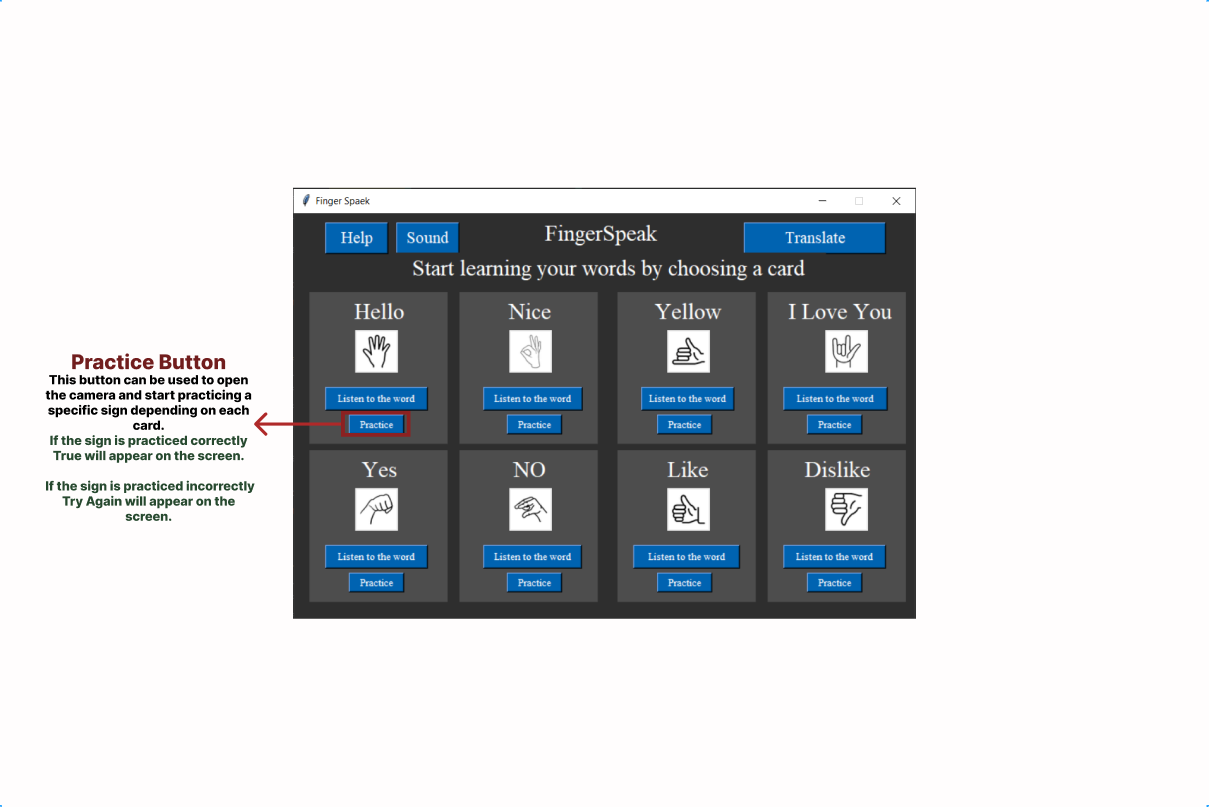 Finger Spaek
Help
Sound
FingerSpeak
Translate
Start learning your words by choosing a card
Hello
Nice
Yellow
I Love You
Listen to the word
Listen to the word
Listen to the word
Listen to the word
Practice
Practice
Practice
Practice
Yes
NO
Like
Dislike
Listen to the word
Listen to the word
Listen to the word
Listen to the word
Practice
Practice
Practice
Practice
Practice Button
This button can be used to open
the camera and start practicing a
specific sign depending on each
card.
If the sign is practiced correctly
True will appear on the screen.
If the sign is practiced incorrectly
Try Again will appear on the
screen.